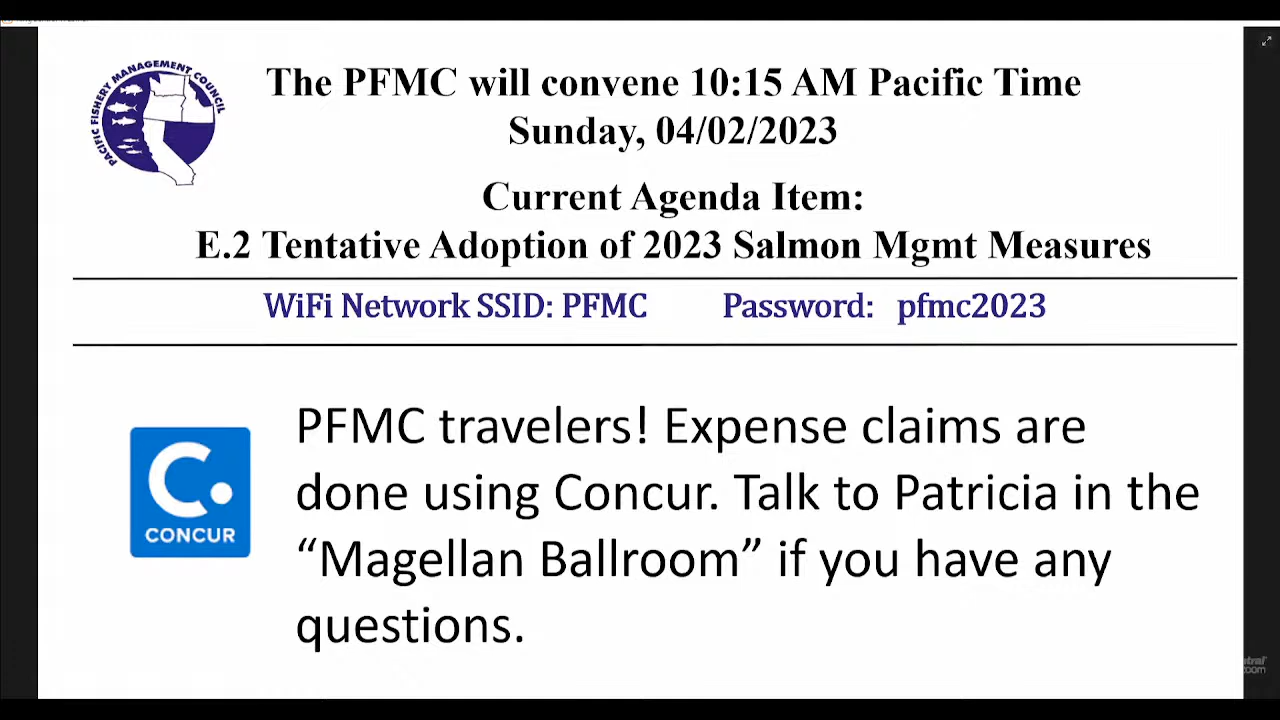 The PFMC will convene 10:15 AM Pacific Time
Sunday, 04/02/2023
PACIFIC FISHERY MANAGEMENT COUNCIL
Current Agenda Item:
E.2 Tentative Adoption of 2023 Salmon Mgmt Measures
WiFi Network SSID: PFMC Password: pfmc2023
PFMC travelers! Expense claims are
done using Concur. Talk to Patricia in the
“Magellan Ballroom” if you have any
questions.
C.
CONCUR